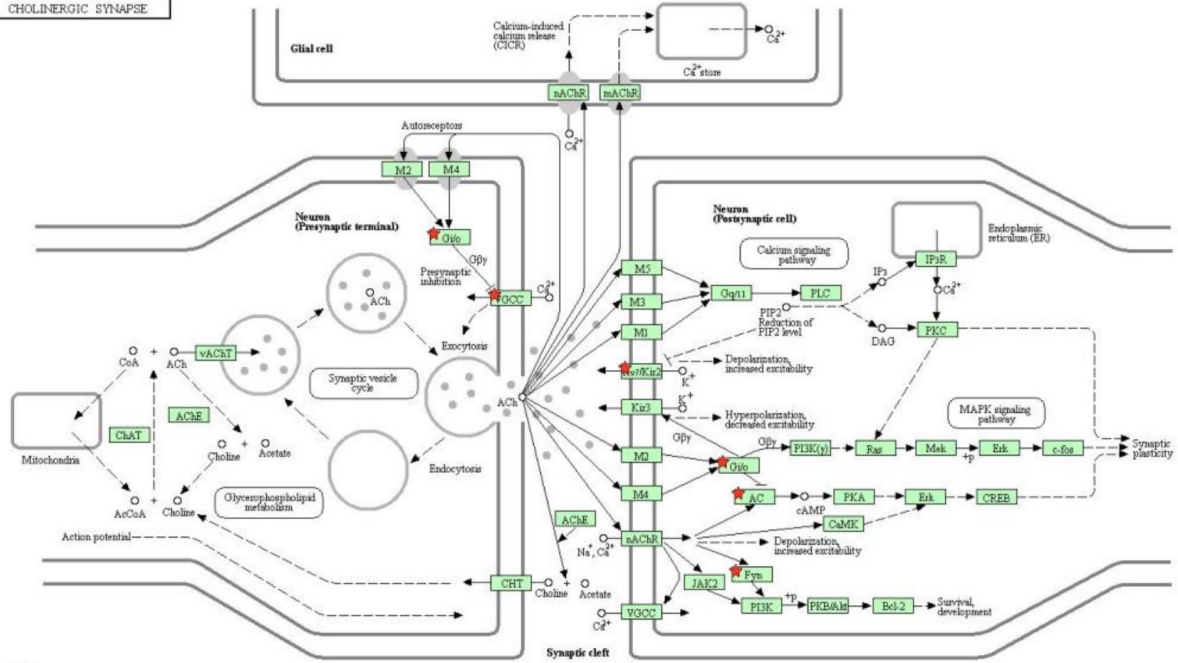 CHOLINERGIC SYNAPSE
Glial cell
Calcium-induced
calcium release
(CICR)
Ca2+
Ca2+ store
nAChR
mAChR
Ca2+
Autoreceptors
M2
M4
Neuron
(Presynaptic terminal)
Gi/o
Gβγ
Presynaptic
inhibition
VGCC
Ca2+
Exocytosis
ACh
CoA
+
ACh
vAChT
Synaptic vesicle
cycle
ACh
Mitochondria
ChAT
AChE
Choline
+
Acetate
Endocytosis
AcCoA
+
Choline
Glycerophospholipid
metabolism
Action potential
CHT
Choline
+
Acetate
AChE
Synaptic cleft
Neuron
(Postsynaptic cell)
Calcium signaling
pathway
Endoplasmic
reticulum (ER)
M5
M3
M1
Gq/11
PLC
IP3
IP3R
Ca2+
PIP2
Reduction of
PIP2 level
DAG
PKC
Depolarization,
increased excitability
K+
Kir3
K+
Hyperpolarization,
decreased excitability
Gβγ
MAPK signaling
pathway
M2
Gi/o
Gβγ
PI3K(γ)
Ras
Mek
+p
Erk
c-fos
Synaptic
plasticity
M4
AC
cAMP
PKA
Erk
CREB
CaMK
Na+, Ca2+
nAChR
Depolarization,
increased excitability
Fyn
JAK2
PI3K
+p
PKB/Akt
Bcl-2
Survival,
development
Ca2+
VGCC